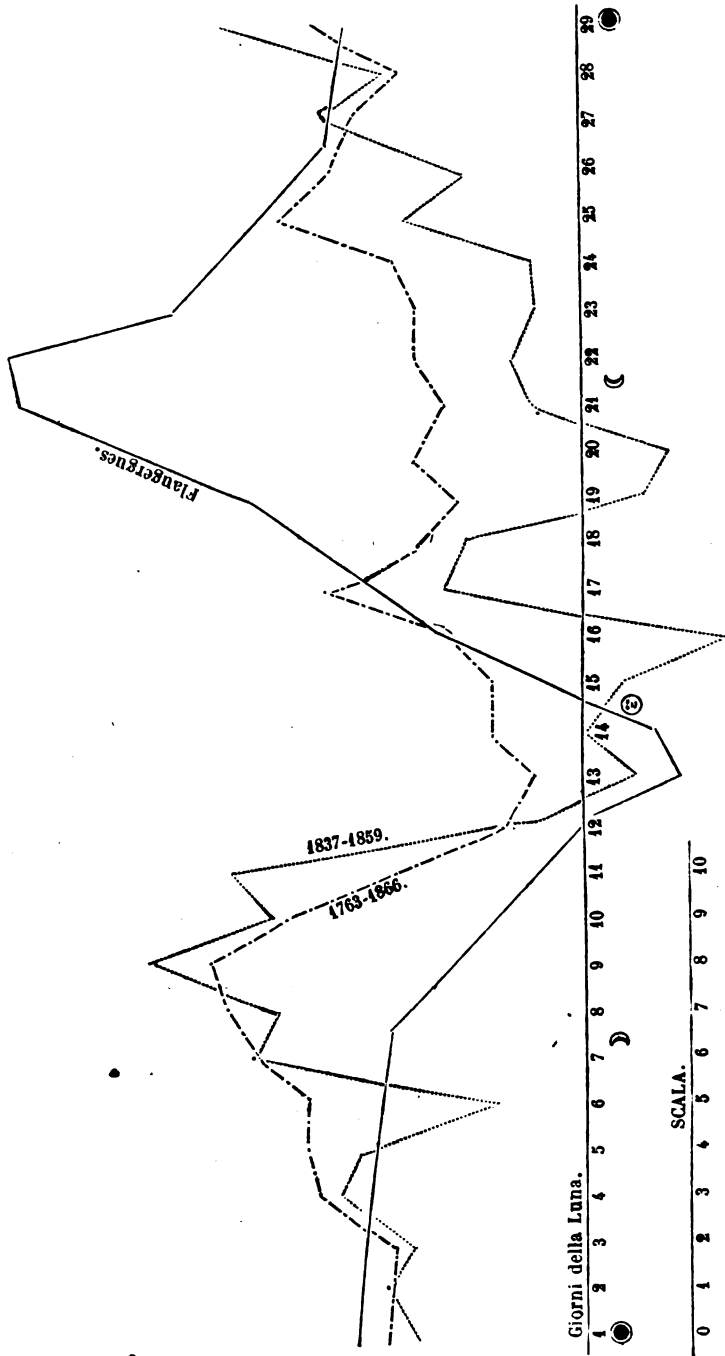 Flaugergues.
1837-1859.
1763-1866.
Giorni della Luna.
1 2 3 4 5 6 7 8 9 10 11 12 13 14 15 16 17 18 19 20 21 22 23 24 25 26 27 28 29
SCALA.
0 1 2 3 4 5 6 7 8 9 10